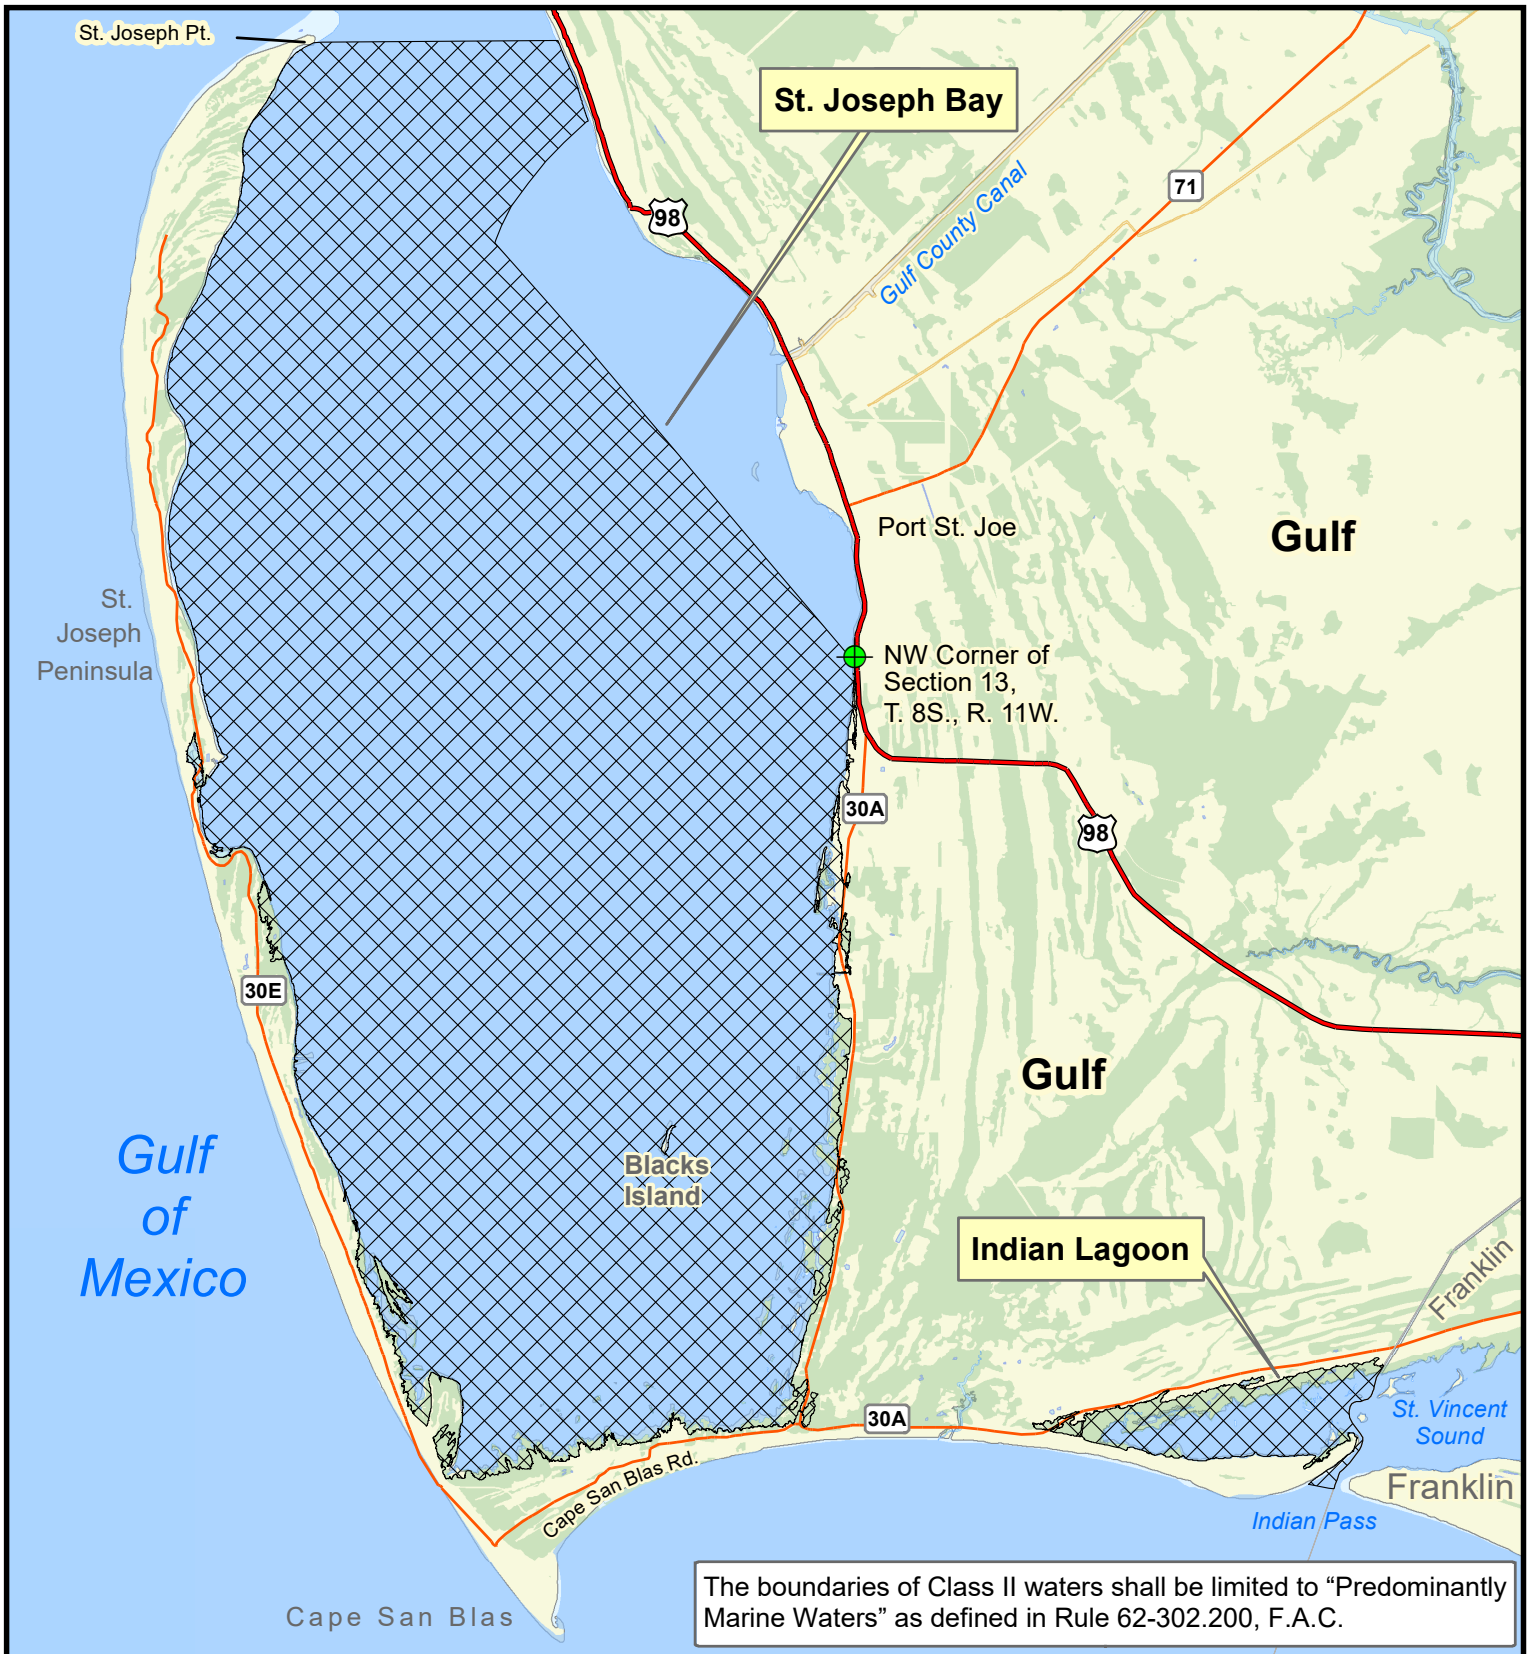 St. Joseph Pt.
St. Joseph Bay
71
98
Gulf County Canal
Port St. Joe
Gulf
St.
Joseph
Peninsula
NW Corner of
Section 13,
T. 8S., R. 11W.
30A
98
30E
Gulf
Gulf
of
Mexico
Blacks
Island
Indian Lagoon
Franklin
30A
St. Vincent
Sound
Cape San Blas Rd.
Franklin
Indian Pass
The boundaries of Class II waters shall be limited to “Predominantly
Marine Waters” as defined in Rule 62-302.200, F.A.C.
Cape San Blas